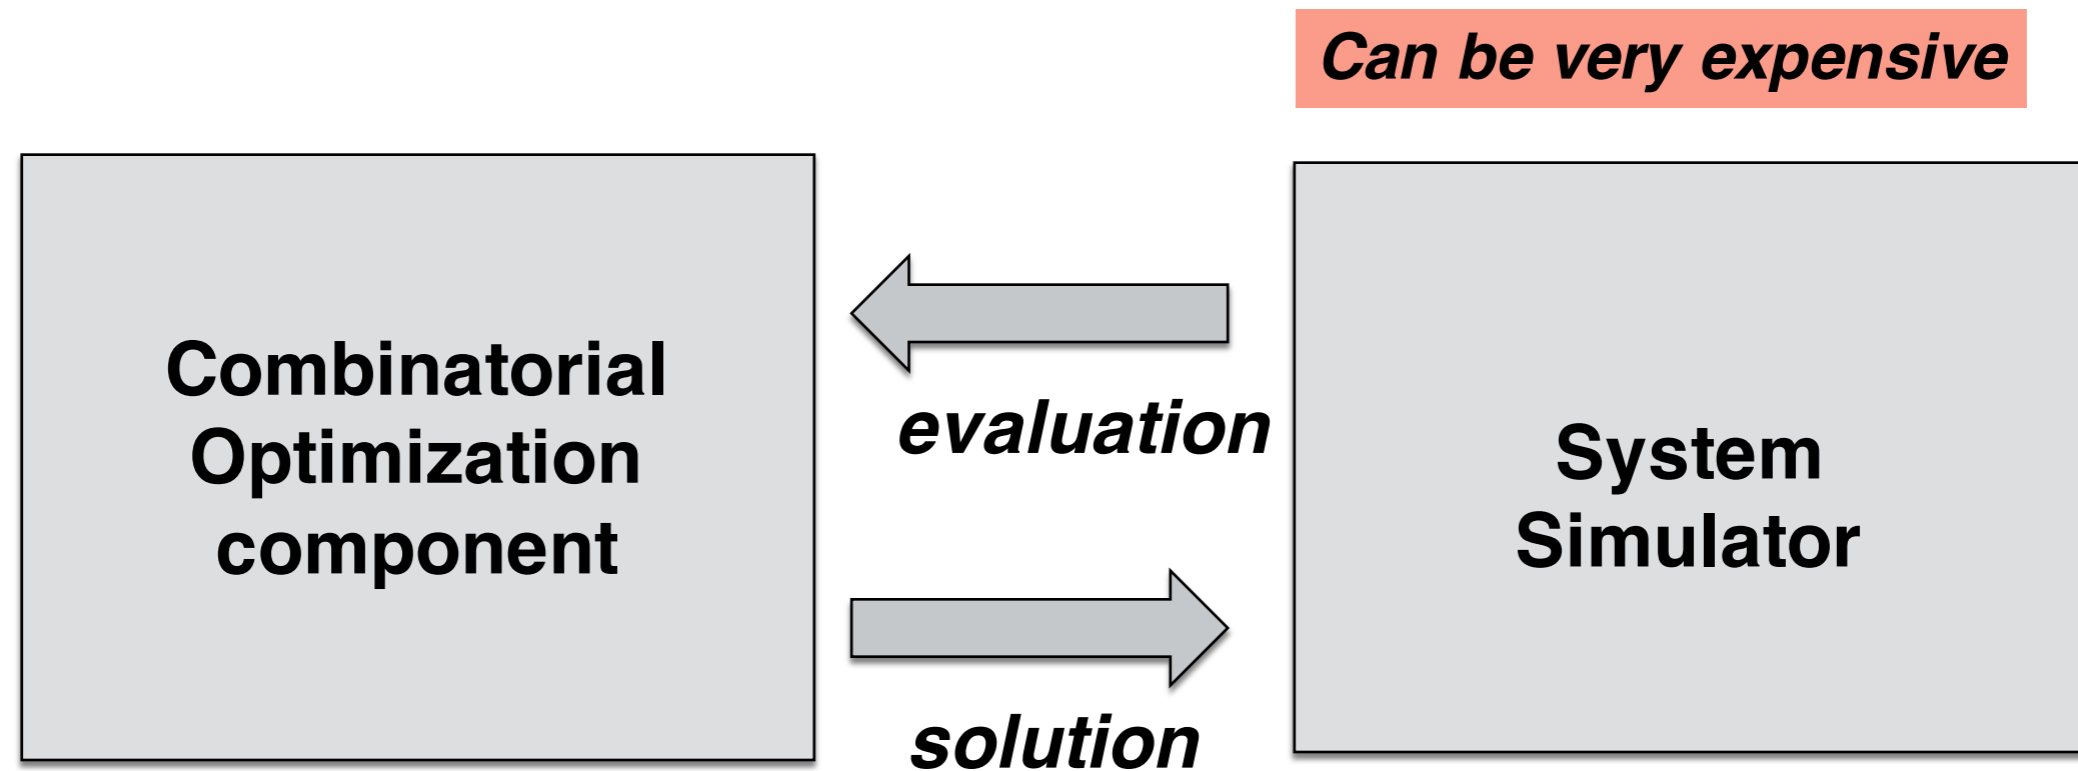 Can be very expensive
Combinatorial
Optimization
component
evaluation
solution
System
Simulator